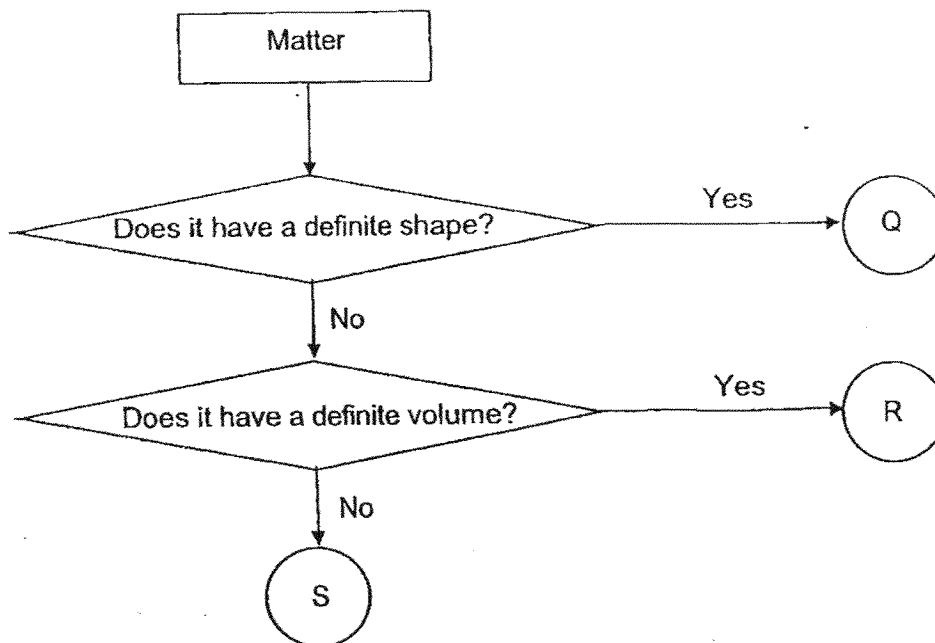 Matter
Does it have a definite shape?
Yes
Q
No
Does it have a definite volume?
Yes
R
No
S